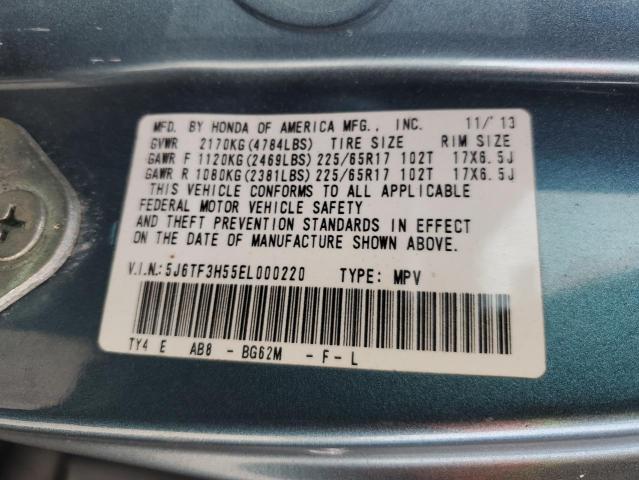 MFD. BY HONDA OF AMERICA MFG., INC. 11/'13
GVWR 2170KG(4784LBS) TIRE SIZE RIM SIZE
GAWR F 1120KG(2469LBS) 225/65R17 102T 17X6.5J
GAWR R 1080KG(2381LBS) 225/65R17 102T 17X6.5J
THIS VEHICLE CONFORMS TO ALL APPLICABLE
FEDERAL MOTOR VEHICLE SAFETY
AND THEFT PREVENTION STANDARDS IN EFFECT
ON THE DATE OF MANUFACTURE SHOWN ABOVE.
V.I.N.:5J6TF3H55EL000220 TYPE: MPV
TY4 E AB8 - BG62M - F - L